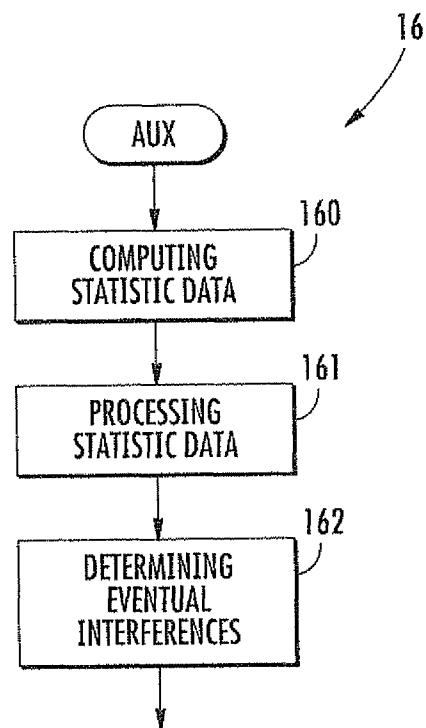 16
AUX
160
COMPUTING
STATISTIC DATA
161
PROCESSING
STATISTIC DATA
162
DETERMINING
EVENTUAL
INTERFERENCES